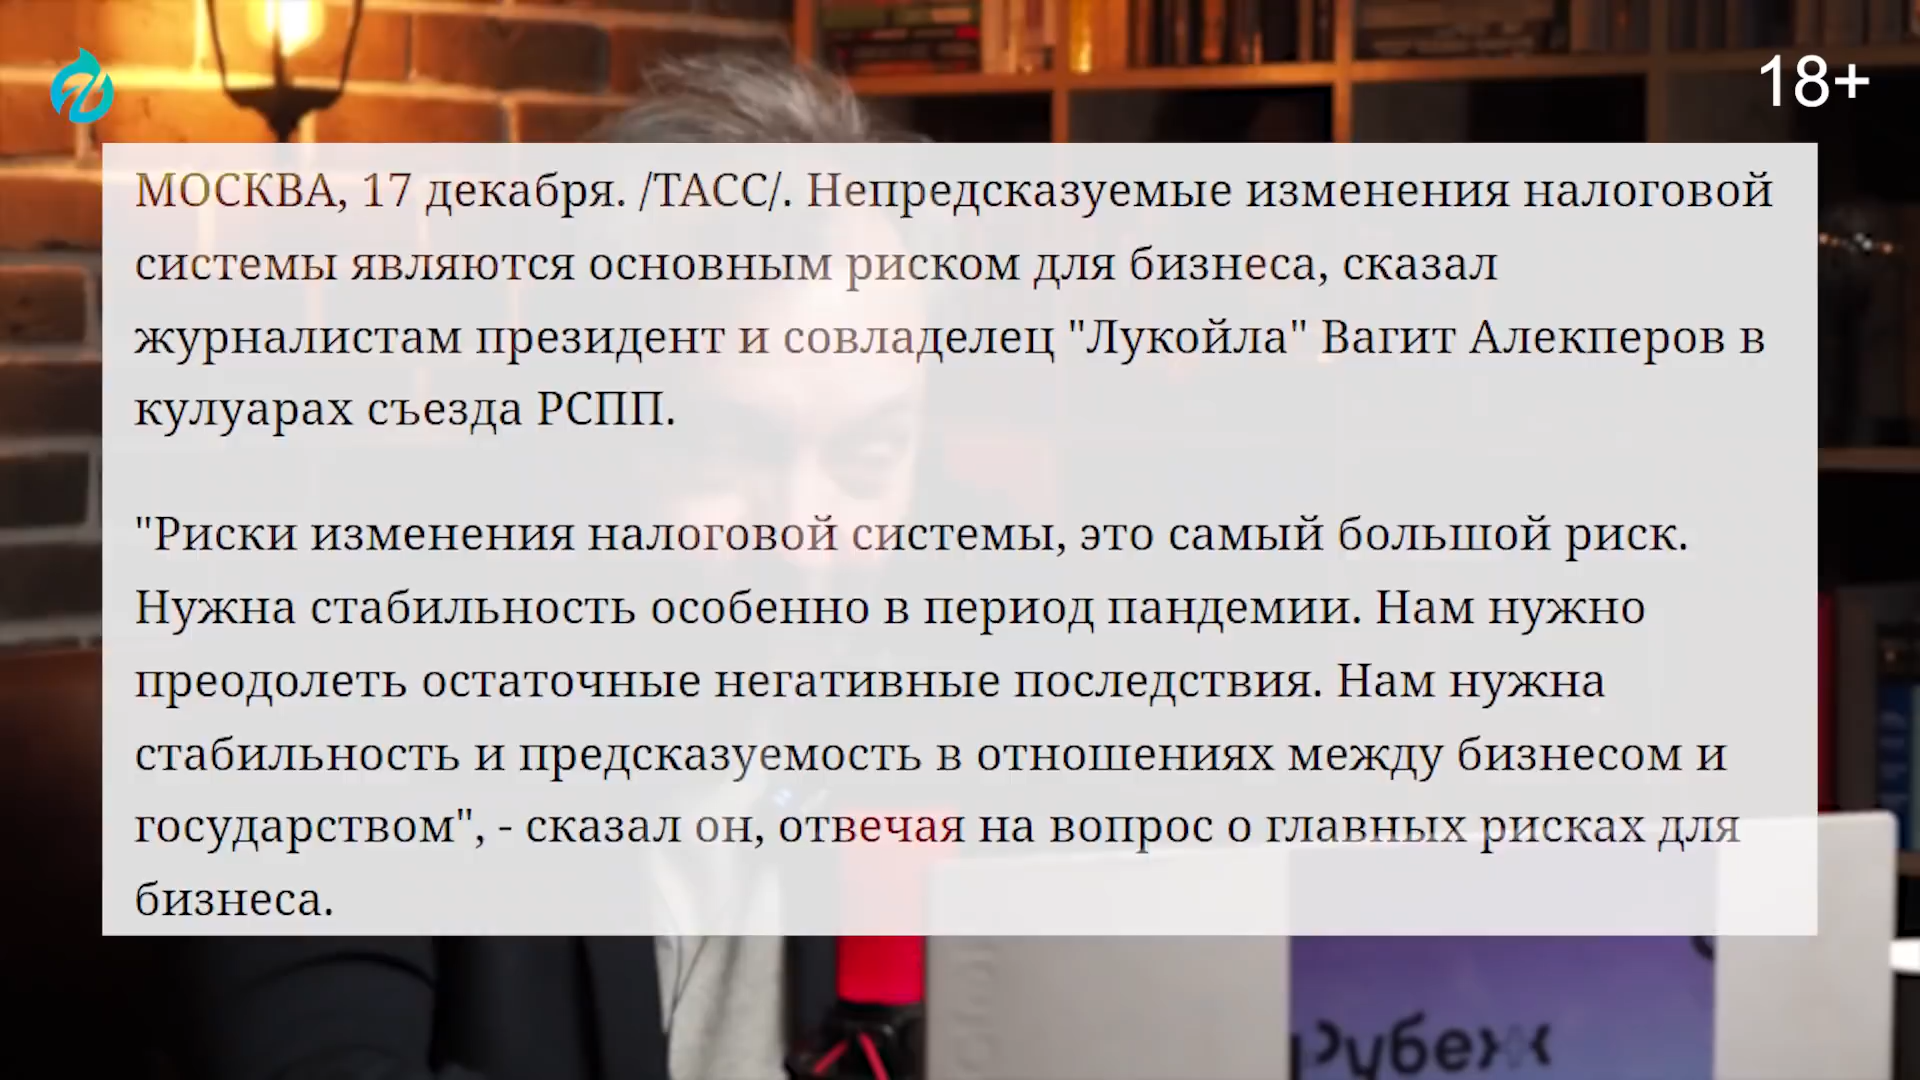 18+
МОСКВА, 17 декабря. /ТАСС/. Непредсказуемые изменения налоговой
системы являются основным риском для бизнеса, сказал
журналистам президент и совладелец "Лукойла" Вагит Алекперов в
кулуарах съезда РСПП.
"Риски изменения налоговой системы, это самый большой риск.
Нужна стабильность особенно в период пандемии. Нам нужно
преодолеть остаточные негативные последствия. Нам нужна
стабильность и предсказуемость в отношениях между бизнесом и
государством", - сказал он, отвечая на вопрос о главных рисках для
бизнеса.